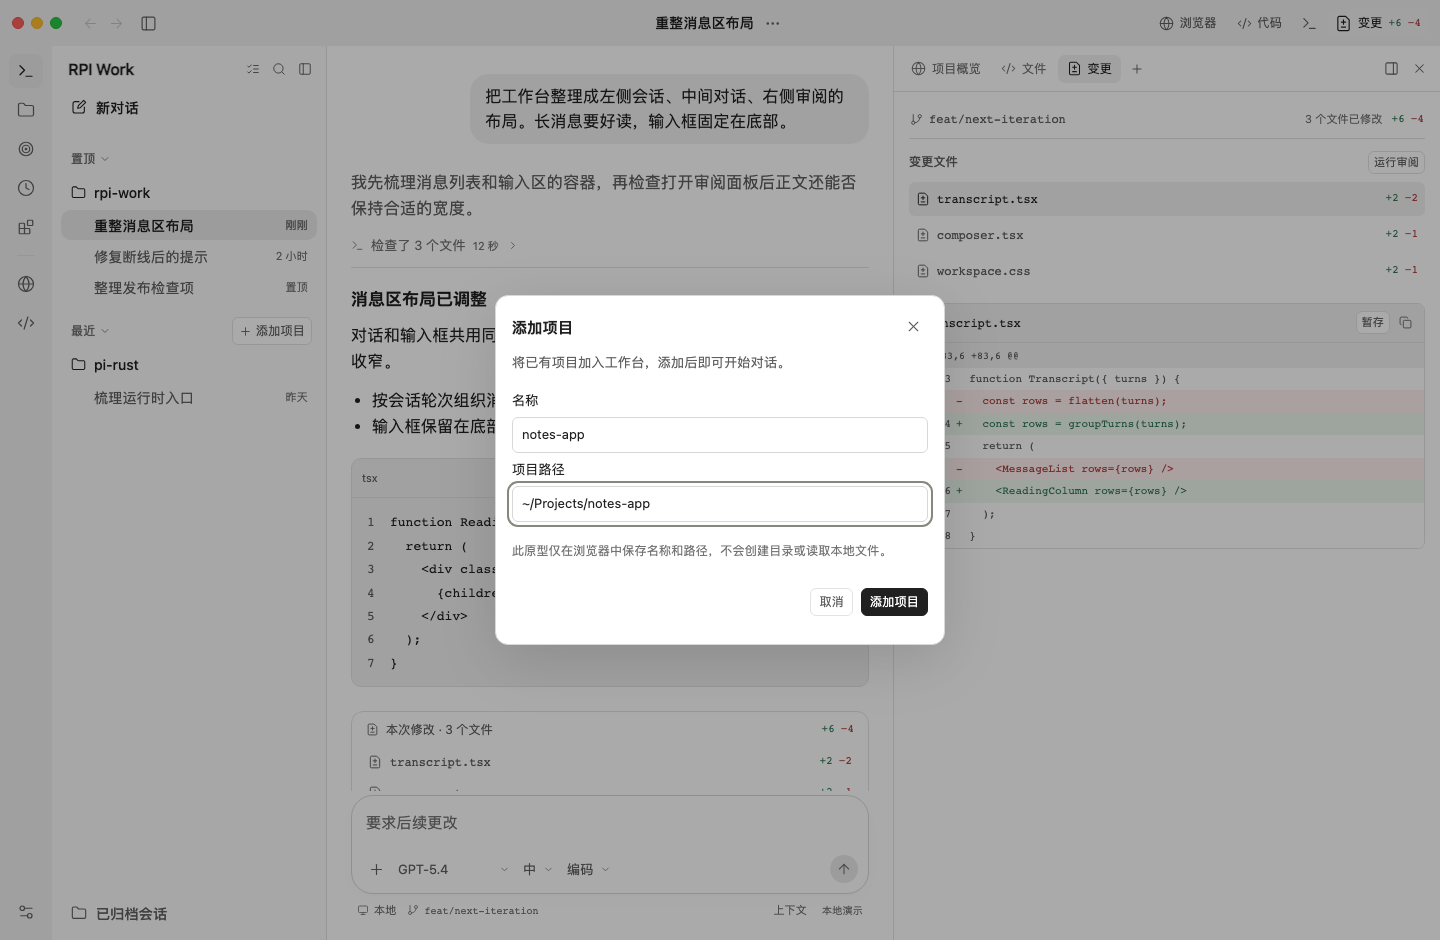 重整消息区布局 ···
浏览器
代码
变更 +6 −4
RPI Work
新对话
置顶
rpi-work
重整消息区布局 刚刚
修复断线后的提示 2 小时
整理发布检查项 置顶
最近
添加项目
pi-rust
梳理运行时入口 昨天
已归档会话
把工作台整理成左侧会话、中间对话、右侧审阅的
布局。长消息要好读，输入框固定在底部。
我先梳理消息列表和输入区的容器，再检查打开审阅面板后正文还能否
保持合适的宽度。
检查了 3 个文件 12 秒
消息区布局已调整
对话和输入框共用同
收窄。
• 按会话轮次组织消
• 输入框保留在底部
tsx
1 function Readi
2 return (
3 <div class
4 {childre
5 </div>
6 );
7 }
本次修改 · 3 个文件 +6 −4
transcript.tsx +2 −2
要求后续更改
GPT-5.4 中 编码
本地 feat/next-iteration 上下文 本地演示
添加项目
将已有项目加入工作台，添加后即可开始对话。
名称
notes-app
项目路径
~/Projects/notes-app
此原型仅在浏览器中保存名称和路径，不会创建目录或读取本地文件。
取消 添加项目
项目概览 文件 变更
feat/next-iteration 3 个文件已修改 +6 −4
变更文件 运行审阅
transcript.tsx +2 −2
composer.tsx +2 −1
workspace.css +2 −1
nscript.tsx 暂存
83,6 +83,6 @@
3 function Transcript({ turns }) {
− const rows = flatten(turns);
4 + const rows = groupTurns(turns);
5 return (
− <MessageList rows={rows} />
6 + <ReadingColumn rows={rows} />
7 );
8 }